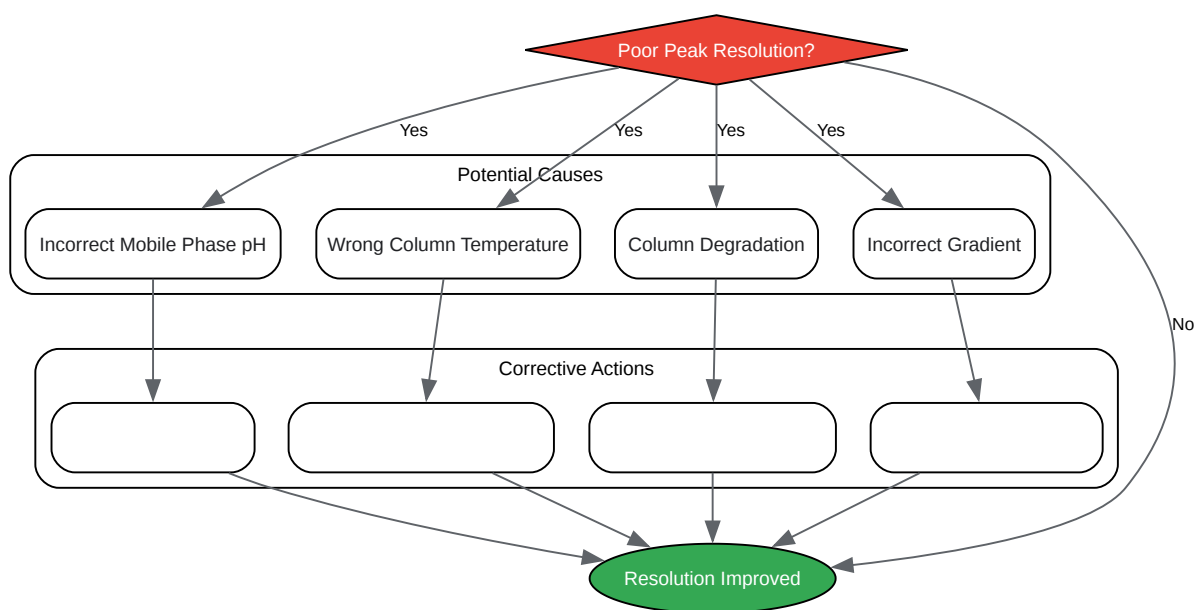 Poor Peak Resolution?
Yes
Yes
Yes
Yes
Potential Causes
Incorrect Mobile Phase pH
Wrong Column Temperature
Column Degradation
Incorrect Gradient
No
Corrective Actions
Resolution Improved